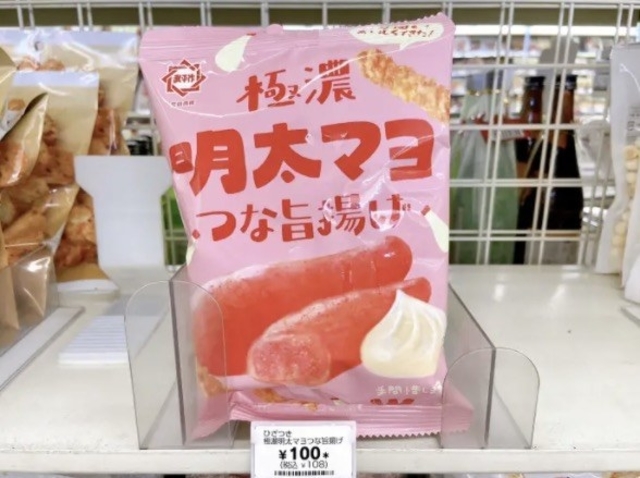 極濃
明太マヨ
つな旨揚げ
ひざつき
極濃明太マヨつな旨揚げ
¥100*
(税込 ¥108)